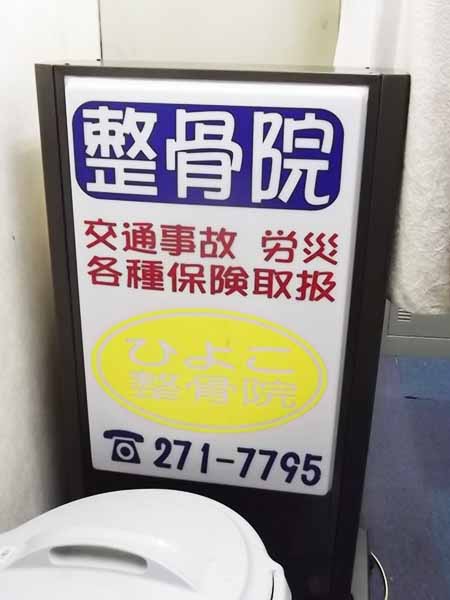 整骨院
交通事故 労災
各種保険取扱
ひよこ
整骨院
☎ 271-7795